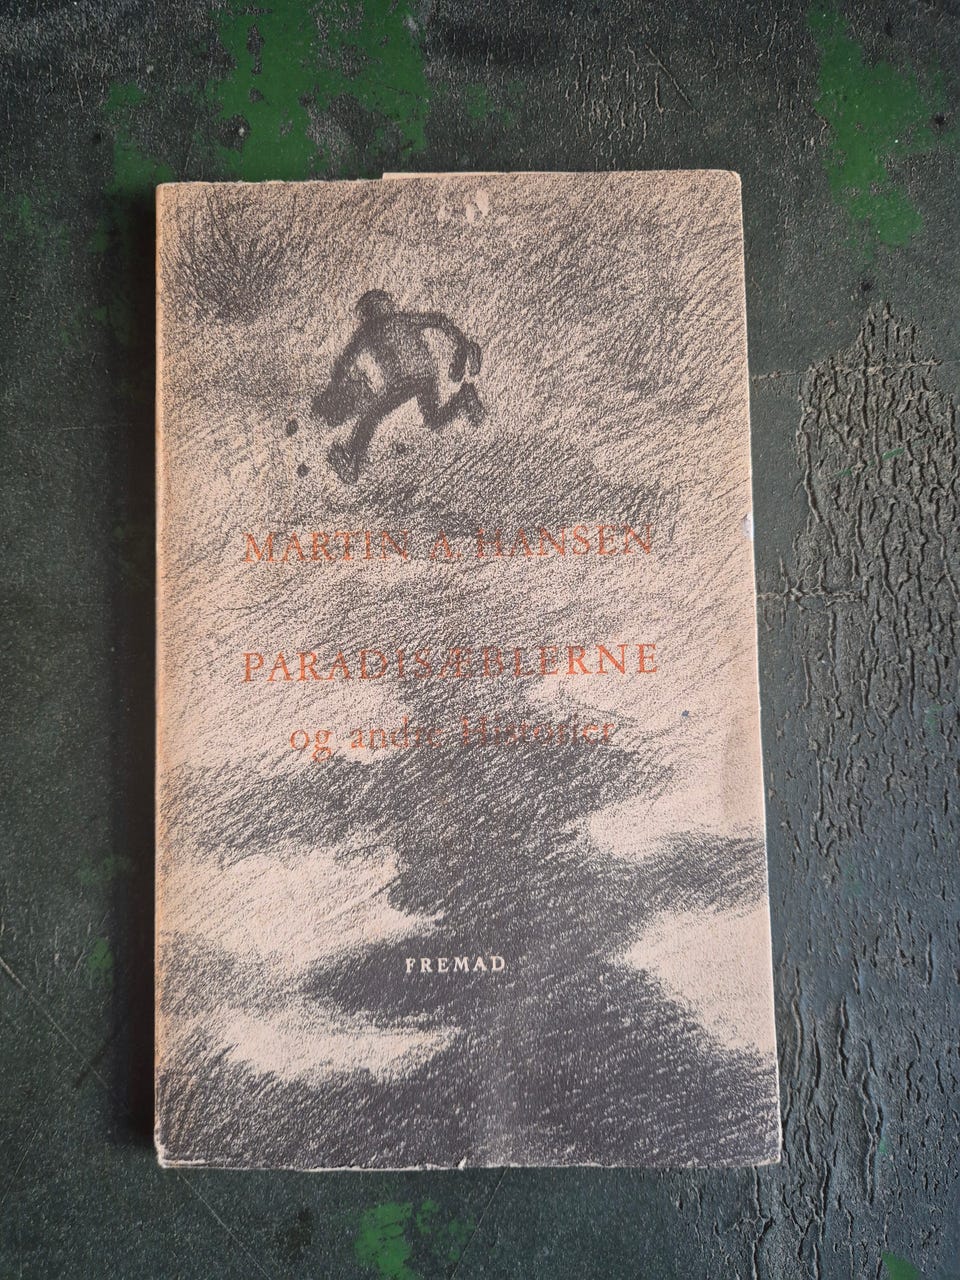 MARTIN A. HANSEN
PARADISÆBLERNE
og andre Historier
FREMAD